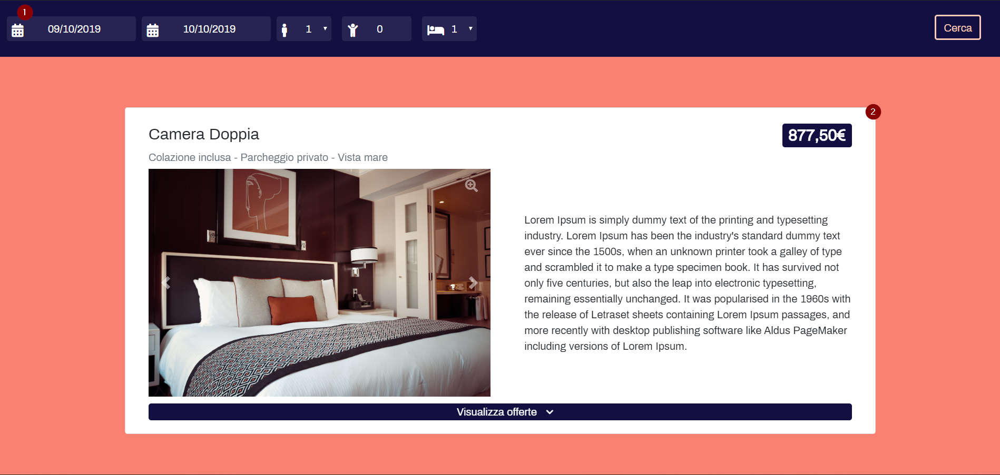 1
09/10/2019 10/10/2019 1 0 1 Cerca
2
Camera Doppia 877,50€
Colazione inclusa - Parcheggio privato - Vista mare
Lorem Ipsum is simply dummy text of the printing and typesetting
industry. Lorem Ipsum has been the industry's standard dummy text
ever since the 1500s, when an unknown printer took a galley of type
and scrambled it to make a type specimen book. It has survived not
only five centuries, but also the leap into electronic typesetting,
remaining essentially unchanged. It was popularised in the 1960s with
the release of Letraset sheets containing Lorem Ipsum passages, and
more recently with desktop publishing software like Aldus PageMaker
including versions of Lorem Ipsum.
Visualizza offerte